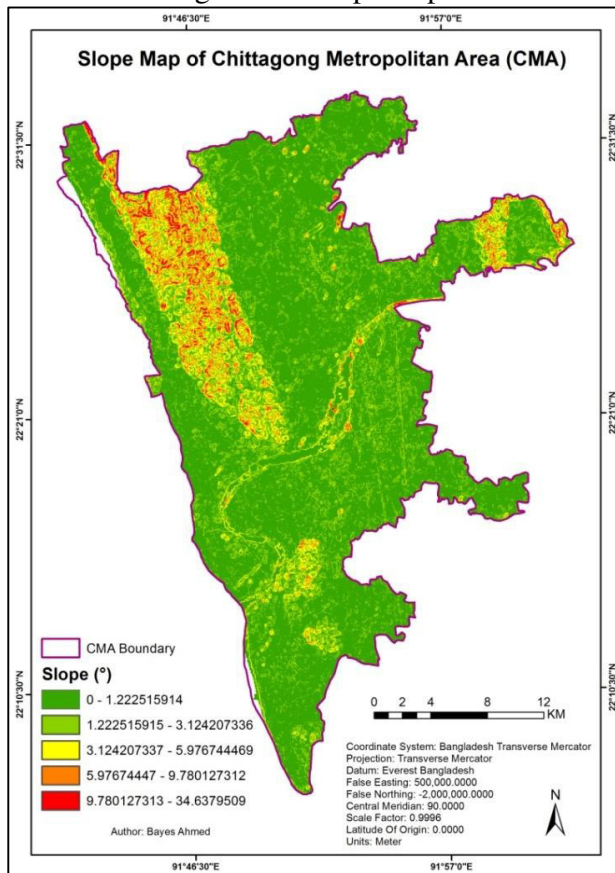 91°46'30"E 91°57'0"E
Slope Map of Chittagong Metropolitan Area (CMA)
22°31'30"N 22°31'30"N
22°21'0"N 22°21'0"N
22°10'30"N 22°10'30"N
CMA Boundary
Slope (°)
0 - 1.222515914
1.222515915 - 3.124207336
3.124207337 - 5.976744469
5.97674447 - 9.780127312
9.780127313 - 34.6379509
Author: Bayes Ahmed
0 2 4 8 12
KM
Coordinate System: Bangladesh Transverse Mercator
Projection: Transverse Mercator
Datum: Everest Bangladesh
False Easting: 500,000.0000
False Northing: -2,000,000.0000
Central Meridian: 90.0000
Scale Factor: 0.9996
Latitude Of Origin: 0.0000
Units: Meter
N
91°46'30"E 91°57'0"E